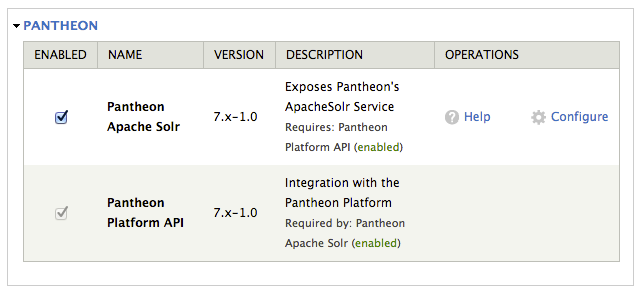 PANTHEON
ENABLED NAME VERSION DESCRIPTION OPERATIONS
Pantheon
Apache Solr
7.x-1.0
Exposes Pantheon's
ApacheSolr Service
Requires: Pantheon
Platform API (enabled)
Help
Configure
Pantheon
Platform API
7.x-1.0
Integration with the
Pantheon Platform
Required by: Pantheon
Apache Solr (enabled)